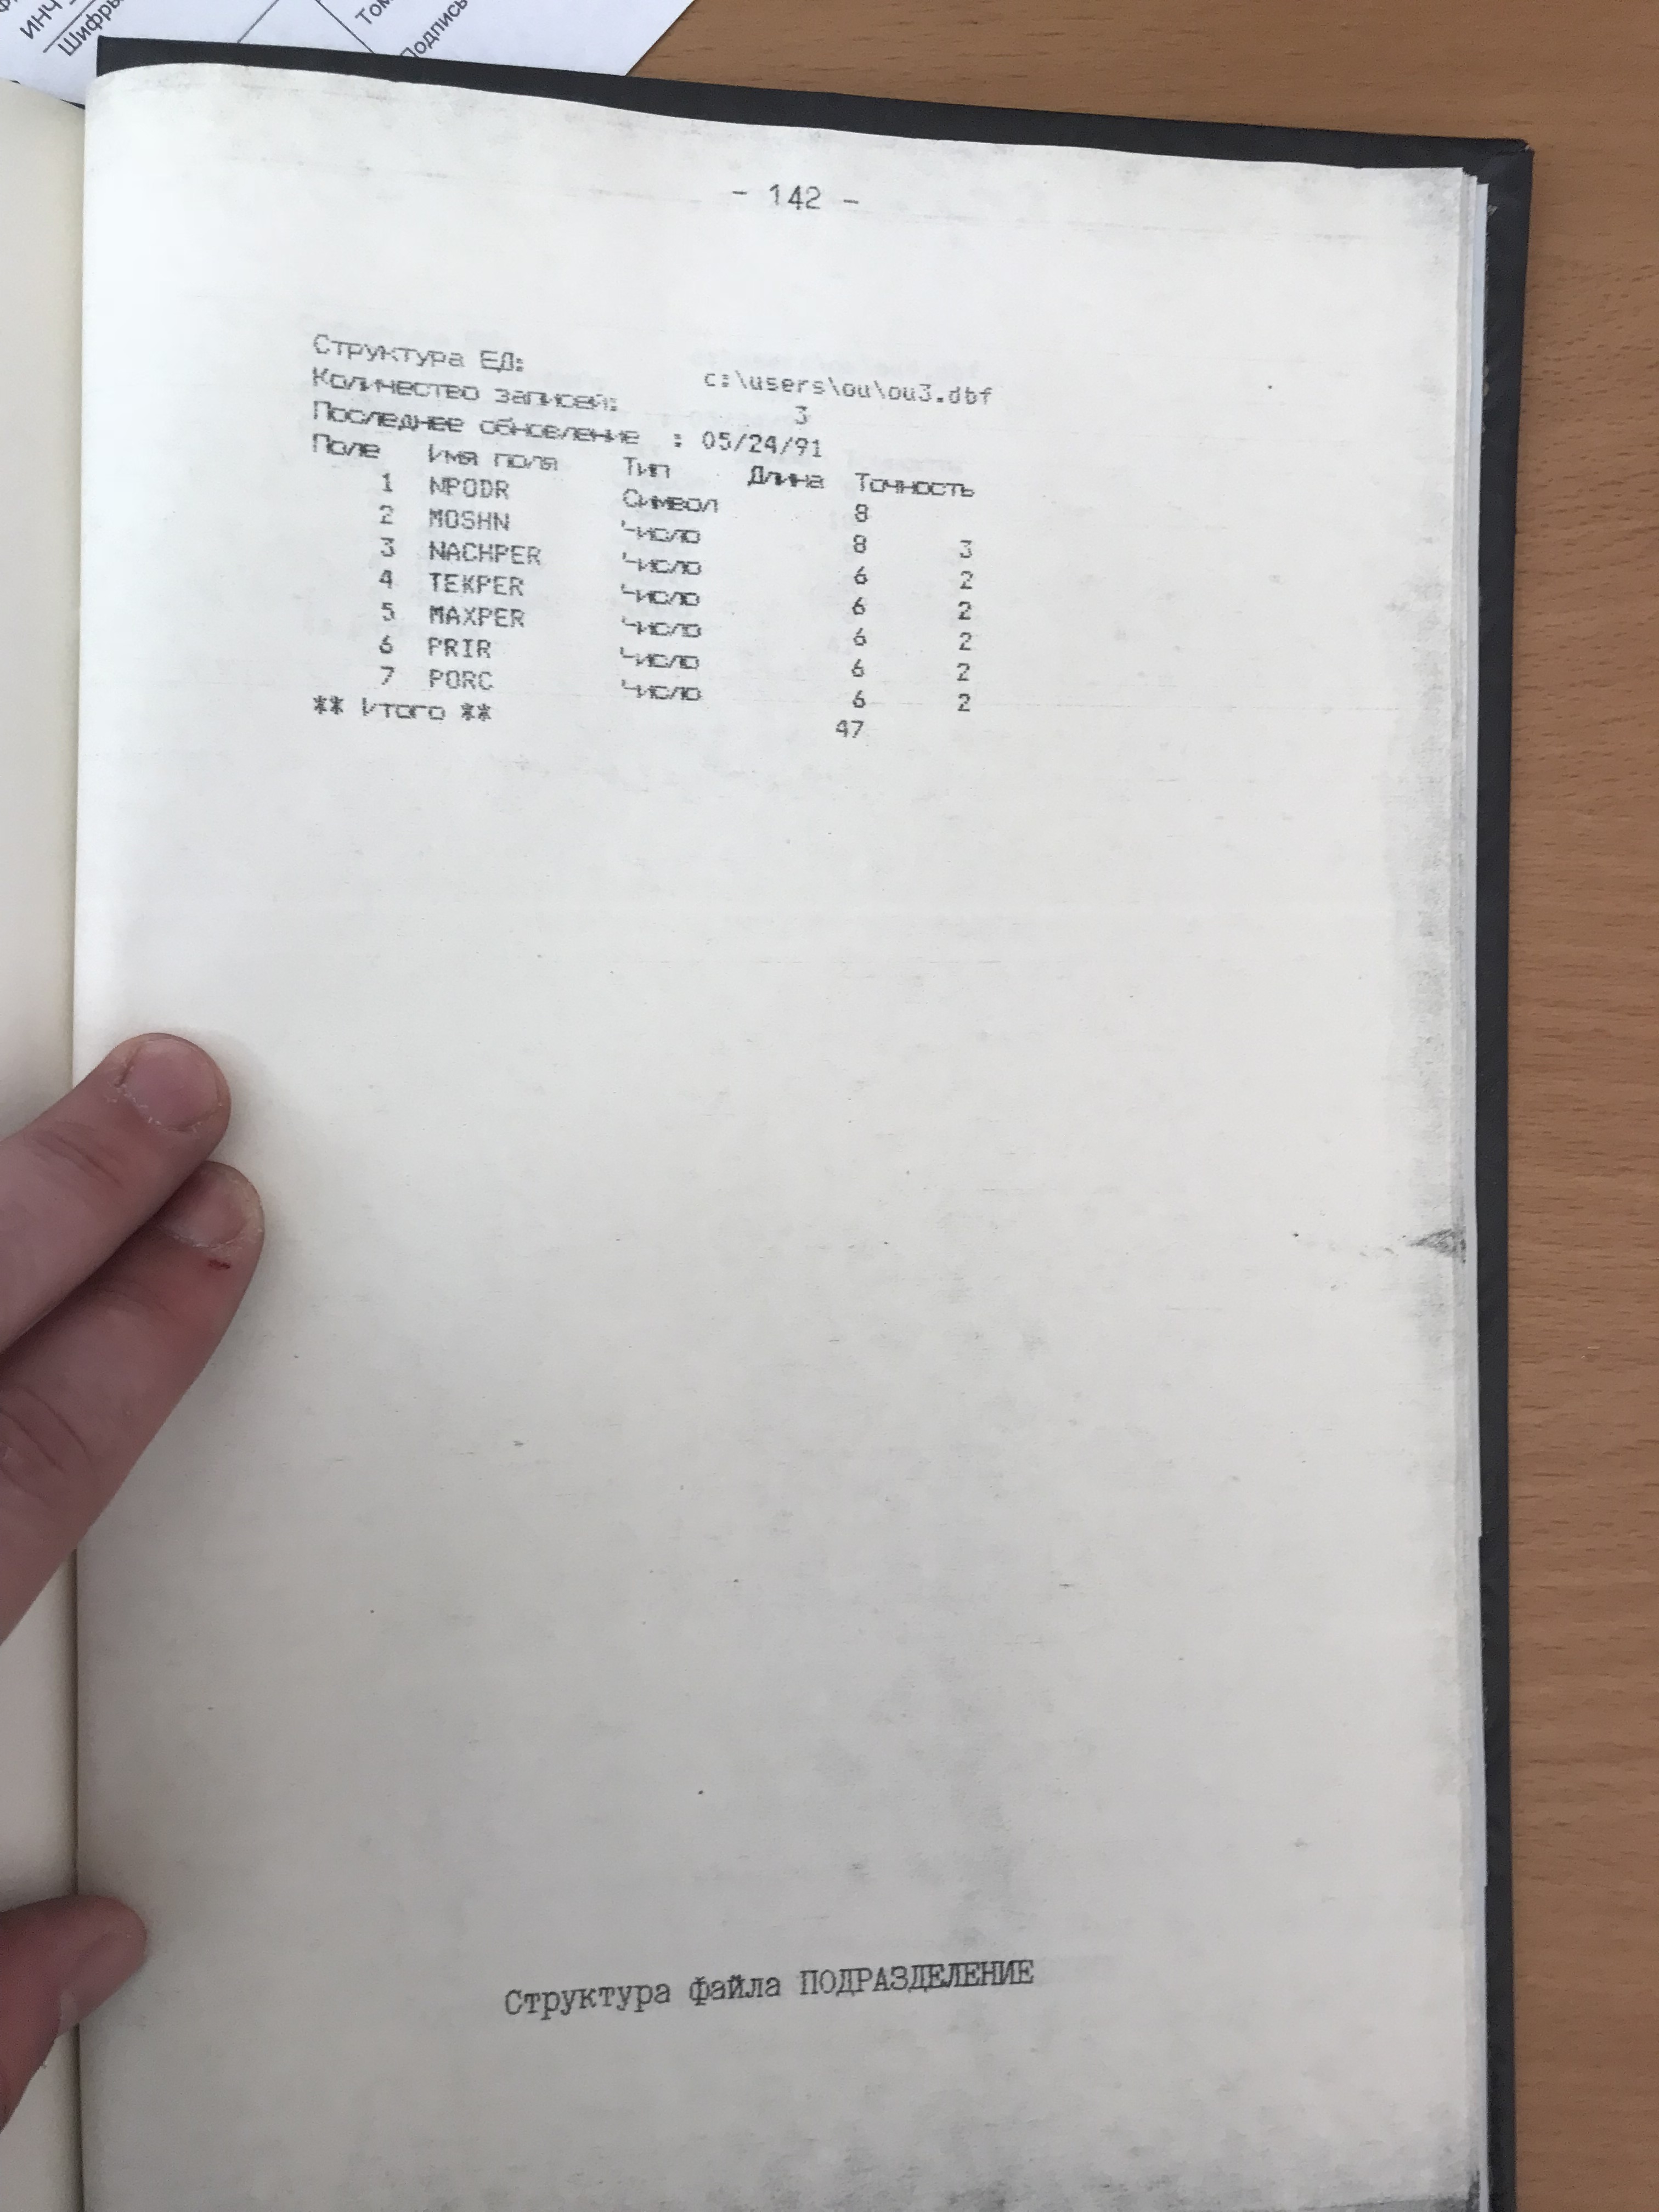 ИНЧ
Шифры
Том
Подпись
- 142 -
Структура БД: c:\users\ou\ou3.dbf
Количество записей: 3
Последнее обновление : 05/24/91
Поле Имя поля Тип Длина Точность
1 NPODR Символ 8
2 MOSHN Число 8 3
3 NACHPER Число 6 2
4 TEKPER Число 6 2
5 MAXPER Число 6 2
6 PRIR Число 6 2
7 PORC Число 6 2
** Итого ** 47
Структура файла ПОДРАЗДЕЛЕНИЕ